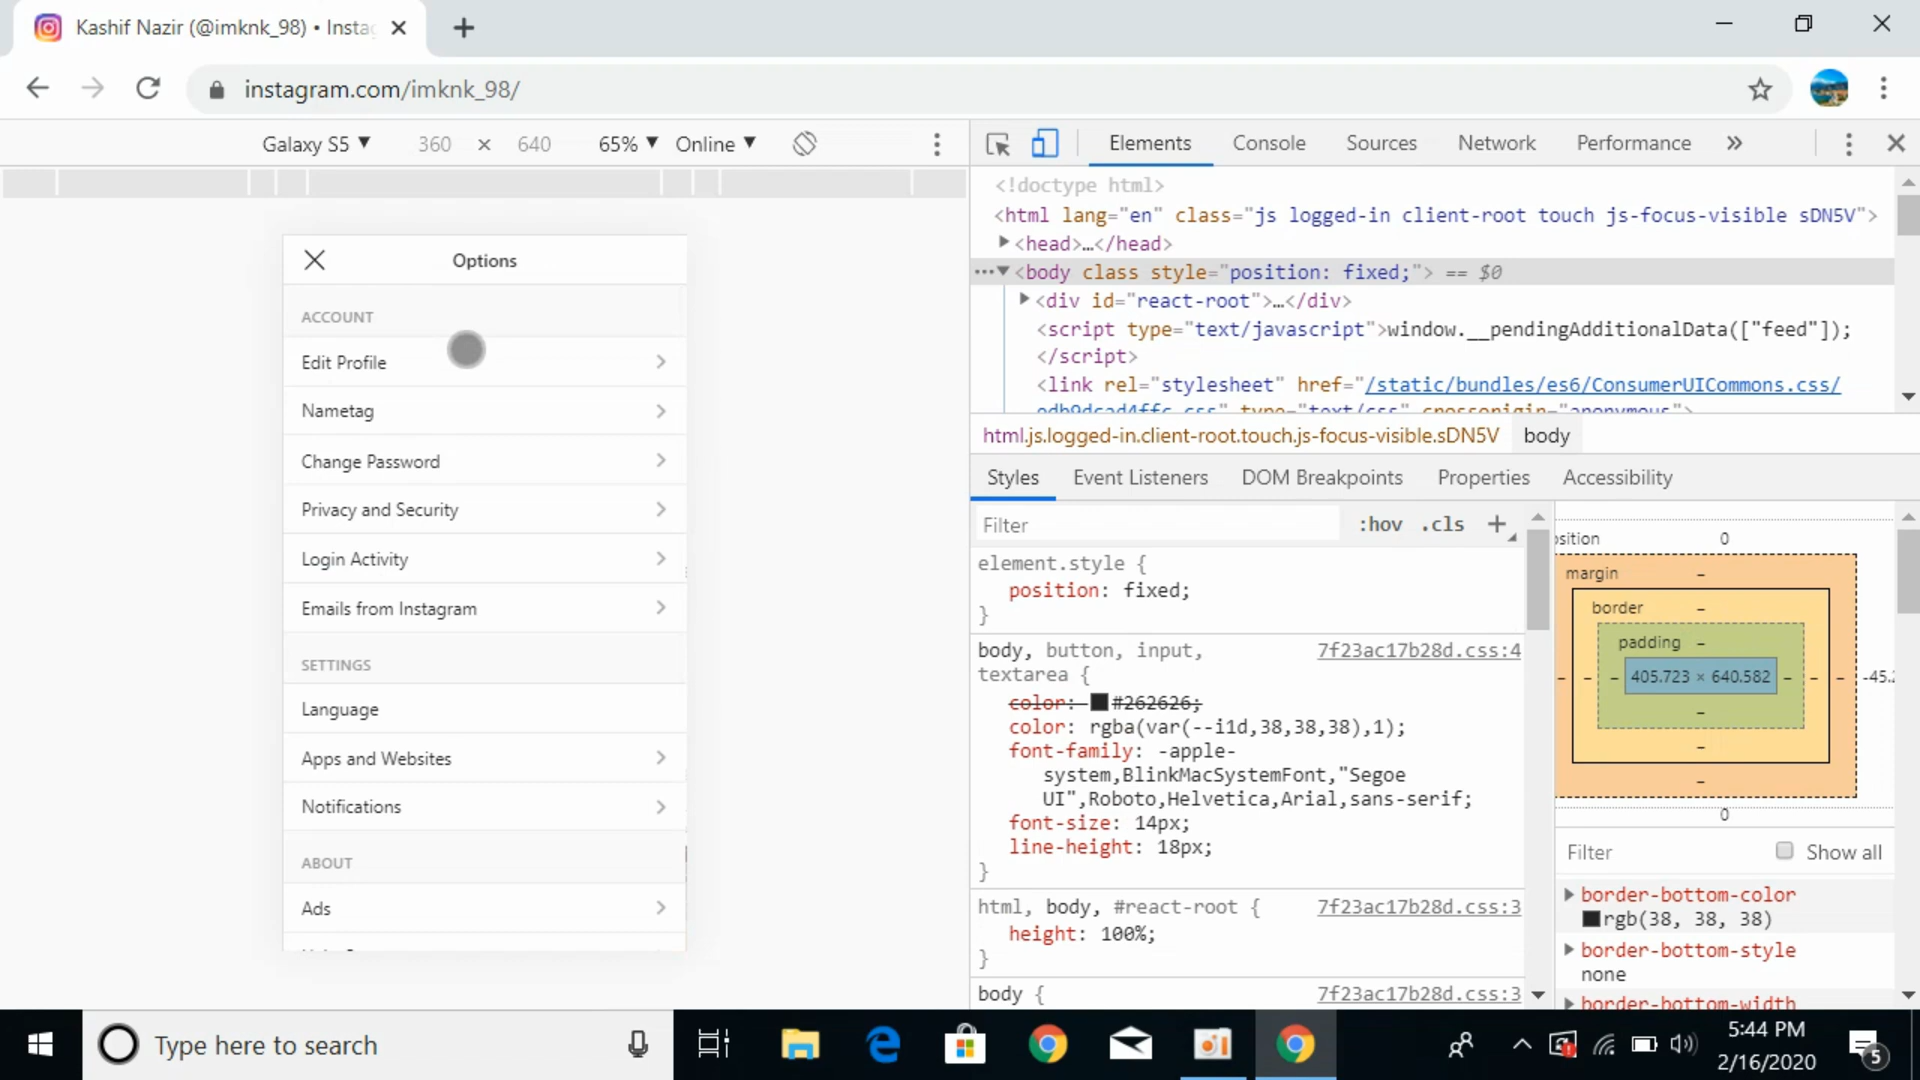 Kashif Nazir (@imknk_98) • Insta
instagram.com/imknk_98/
Galaxy S5 ▼ 360 × 640 65% ▼ Online ▼
Elements Console Sources Network Performance »
<!doctype html>
<html lang="en" class="js logged-in client-root touch js-focus-visible sDN5V">
▶<head>…</head>
…▼<body class style="position: fixed;"> == $0
▶<div id="react-root">…</div>
<script type="text/javascript">window.__pendingAdditionalData(["feed"]);
</script>
<link rel="stylesheet" href="/static/bundles/es6/ConsumerUICommons.css/
html.js.logged-in.client-root.touch.js-focus-visible.sDN5V body
Options
ACCOUNT
Edit Profile
Nametag
Change Password
Privacy and Security
Login Activity
Emails from Instagram
SETTINGS
Language
Apps and Websites
Notifications
ABOUT
Ads
Styles Event Listeners DOM Breakpoints Properties Accessibility
Filter :hov .cls +
element.style {
position: fixed;
}
body, button, input, 7f23ac17b28d.css:4
textarea {
color: #262626;
color: rgba(var(--i1d,38,38,38),1);
font-family: -apple-
system,BlinkMacSystemFont,"Segoe
UI",Roboto,Helvetica,Arial,sans-serif;
font-size: 14px;
line-height: 18px;
}
html, body, #react-root { 7f23ac17b28d.css:3
height: 100%;
}
body { 7f23ac17b28d.css:3
sition 0
margin –
border –
padding –
– – – 405.723 × 640.582 – – – -45.2
–
–
–
0
Filter Show all
border-bottom-color
rgb(38, 38, 38)
border-bottom-style
none
border-bottom-width
Type here to search
5:44 PM
2/16/2020
5